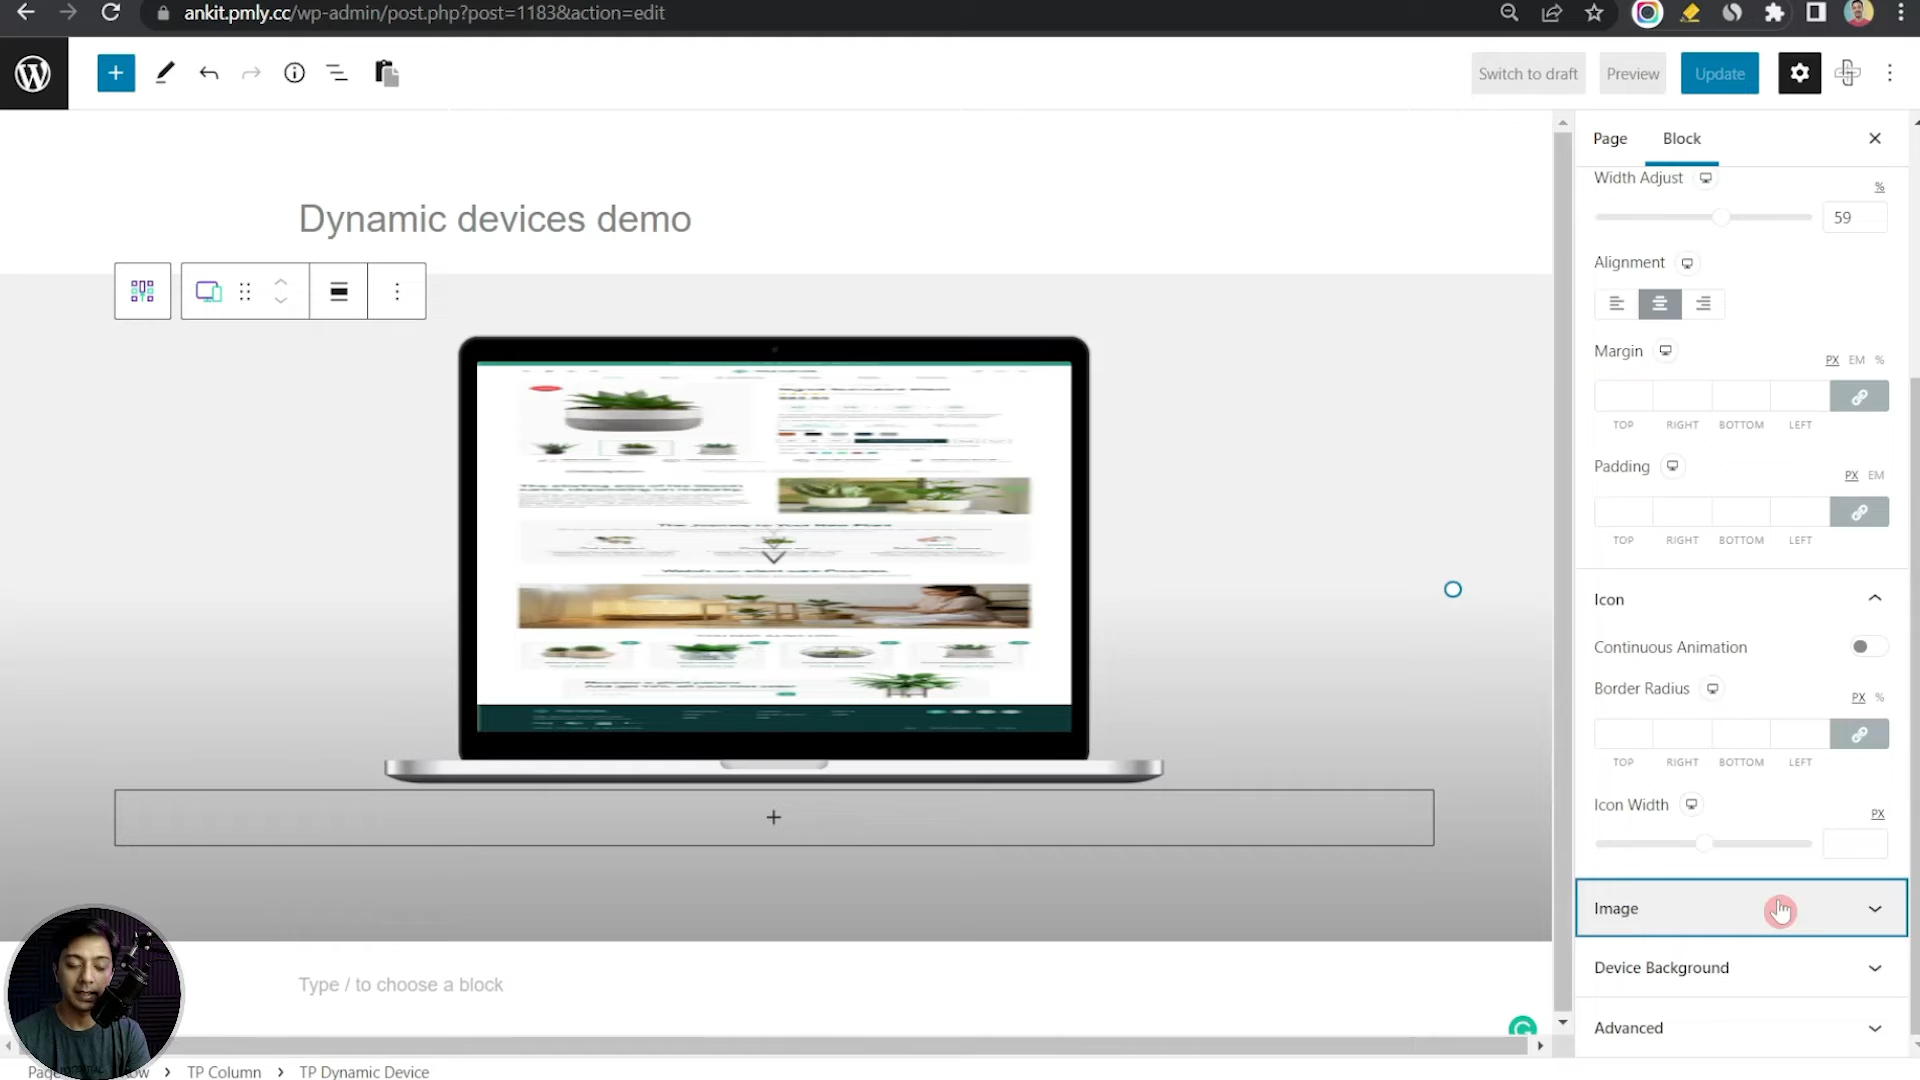 ankit.pmly.cc/wp-admin/post.php?post=1183&action=edit
Switch to draft
Preview
Update
Page
Block
Width Adjust
%
59
Dynamic devices demo
Alignment
Margin
PX EM %
TOP RIGHT BOTTOM LEFT
Padding
PX EM
TOP RIGHT BOTTOM LEFT
Icon
Continuous Animation
Border Radius
PX %
TOP RIGHT BOTTOM LEFT
Icon Width
PX
Image
Device Background
Type / to choose a block
Advanced
TP Column
TP Dynamic Device